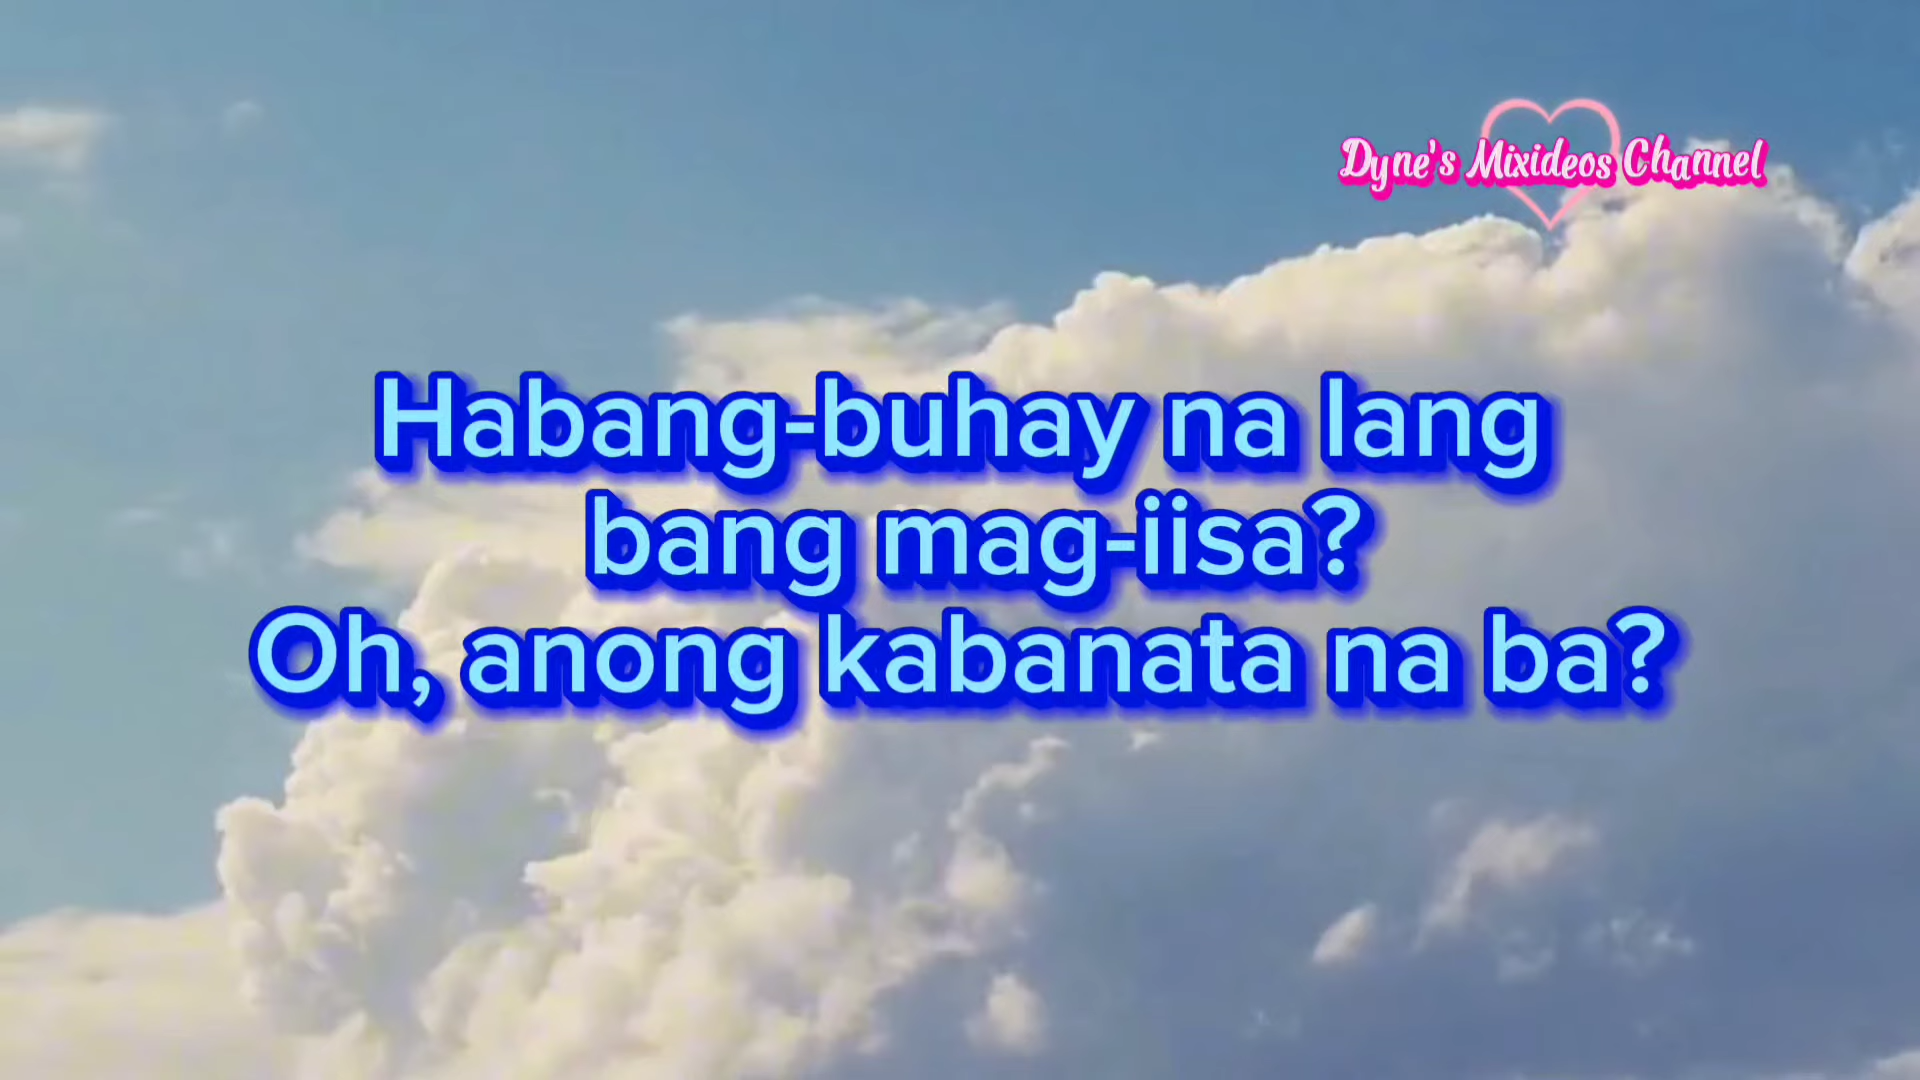 Dyne's Mixideos Channel
Habang-buhay na lang
bang mag-iisa?
Oh, anong kabanata na ba?